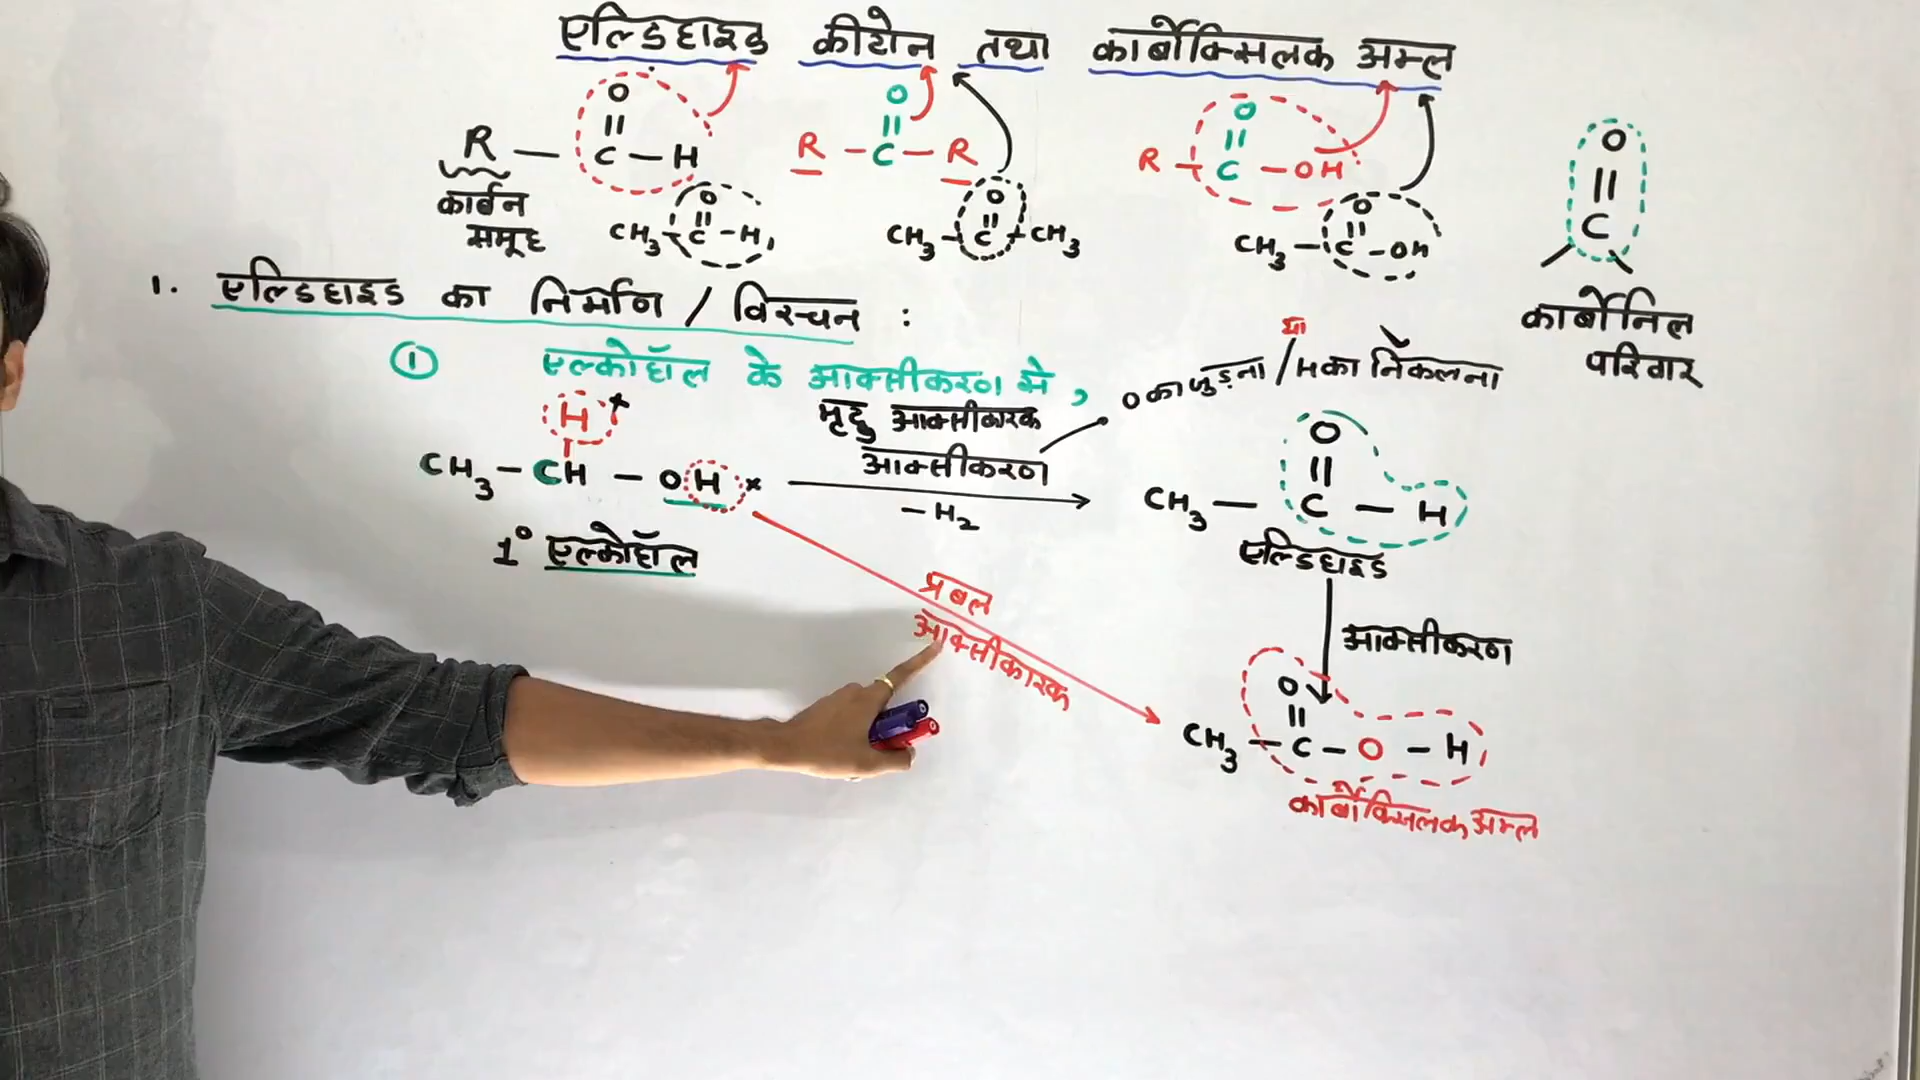 एल्डिहाइड कीटोन तथा कार्बोक्सिलिक अम्ल
O
||
R — C — H
O
||
R — C — R
O
||
R — C — OH
O
||
C
कार्बन
समूह
O
||
CH3 — C — H,
O
||
CH3 — C — CH3
O
||
CH3 — C — OH
कार्बोनिल
परिवार
1. एल्डिहाइड का निर्माण / विरचन :
① एल्कोहॉल के आक्सीकरण से,
या
O का जुड़ना / H का निकलना
H
|
CH3 — CH — OH
मृदु आक्सीकारक
आक्सीकरण
— H2
O
||
CH3 — C — H
1° एल्कोहॉल
एल्डिहाइड
प्रबल
आक्सीकारक
आक्सीकरण
O
||
CH3 — C — O — H
कार्बोक्सिलिक अम्ल